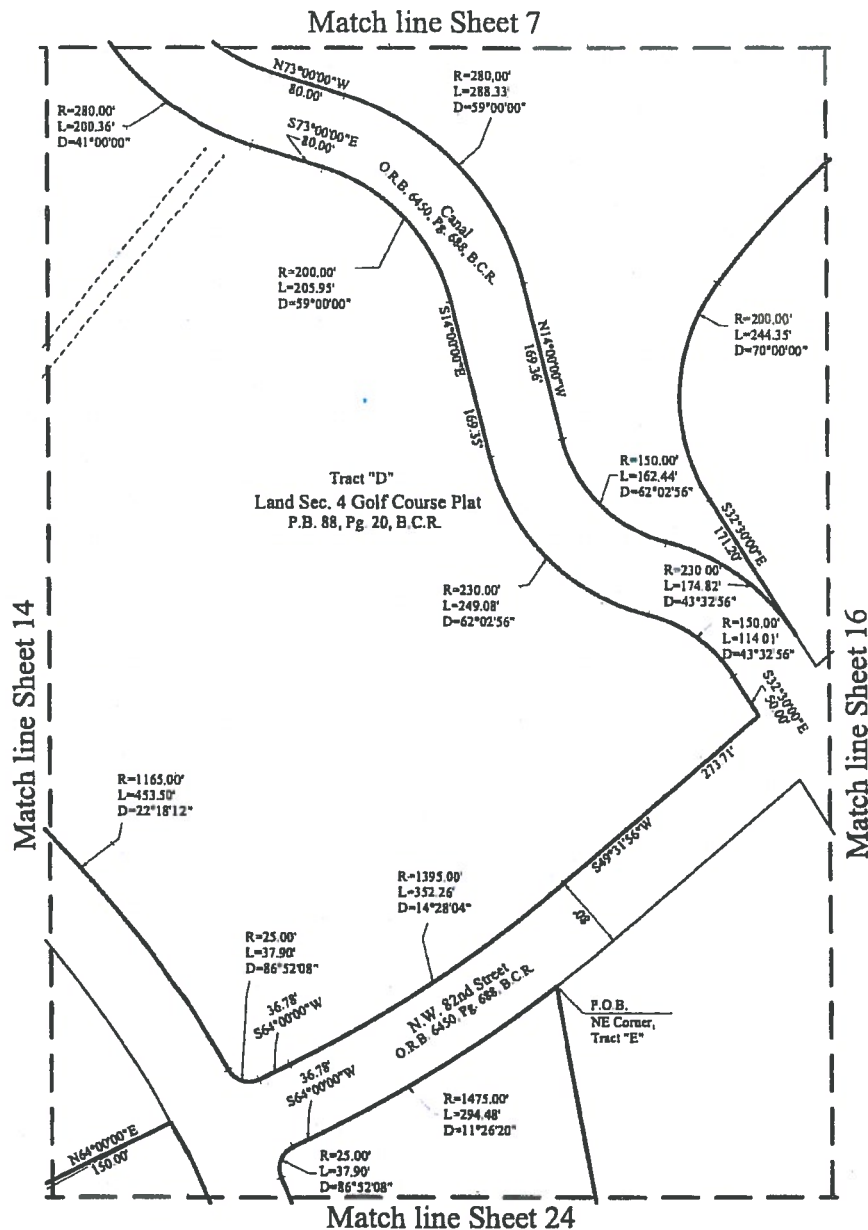 Match line Sheet 7
R=280.00'
L=200.36'
D=41°00'00"
N73°00'00"W
80.00'
R=280.00'
L=288.33'
D=59°00'00"
S73°00'00"E
80.00'
Canal
O.R.B. 6450, Pg. 688, B.C.R.
R=200.00'
L=205.95'
D=59°00'00"
S14°00'00"E
169.35'
N14°00'00"W
169.36'
R=200.00'
L=244.35'
D=70°00'00"
Tract "D"
Land Sec. 4 Golf Course Plat
P.B. 88, Pg. 20, B.C.R.
R=150.00'
L=162.44'
D=62°02'56"
S32°30'00"E
171.20'
R=230.00'
L=249.08'
D=62°02'56"
R=230.00'
L=174.82'
D=43°32'56"
R=150.00'
L=114.01'
D=43°32'56"
S32°30'00"E
50.00'
Match line Sheet 14
Match line Sheet 16
273.71'
S49°31'56"W
R=1165.00'
L=453.50'
D=22°18'12"
R=1395.00'
L=352.26'
D=14°28'04"
80'
R=25.00'
L=37.90'
D=86°52'08"
36.78'
S64°00'00"W
N.W. 82nd Street
O.R.B. 6450, Pg. 688, B.C.R.
P.O.B.
NE Corner,
Tract "E"
36.78'
S64°00'00"W
R=1475.00'
L=294.48'
D=11°26'20"
N64°00'00"E
150.00'
R=25.00'
L=37.90'
D=86°52'08"
Match line Sheet 24